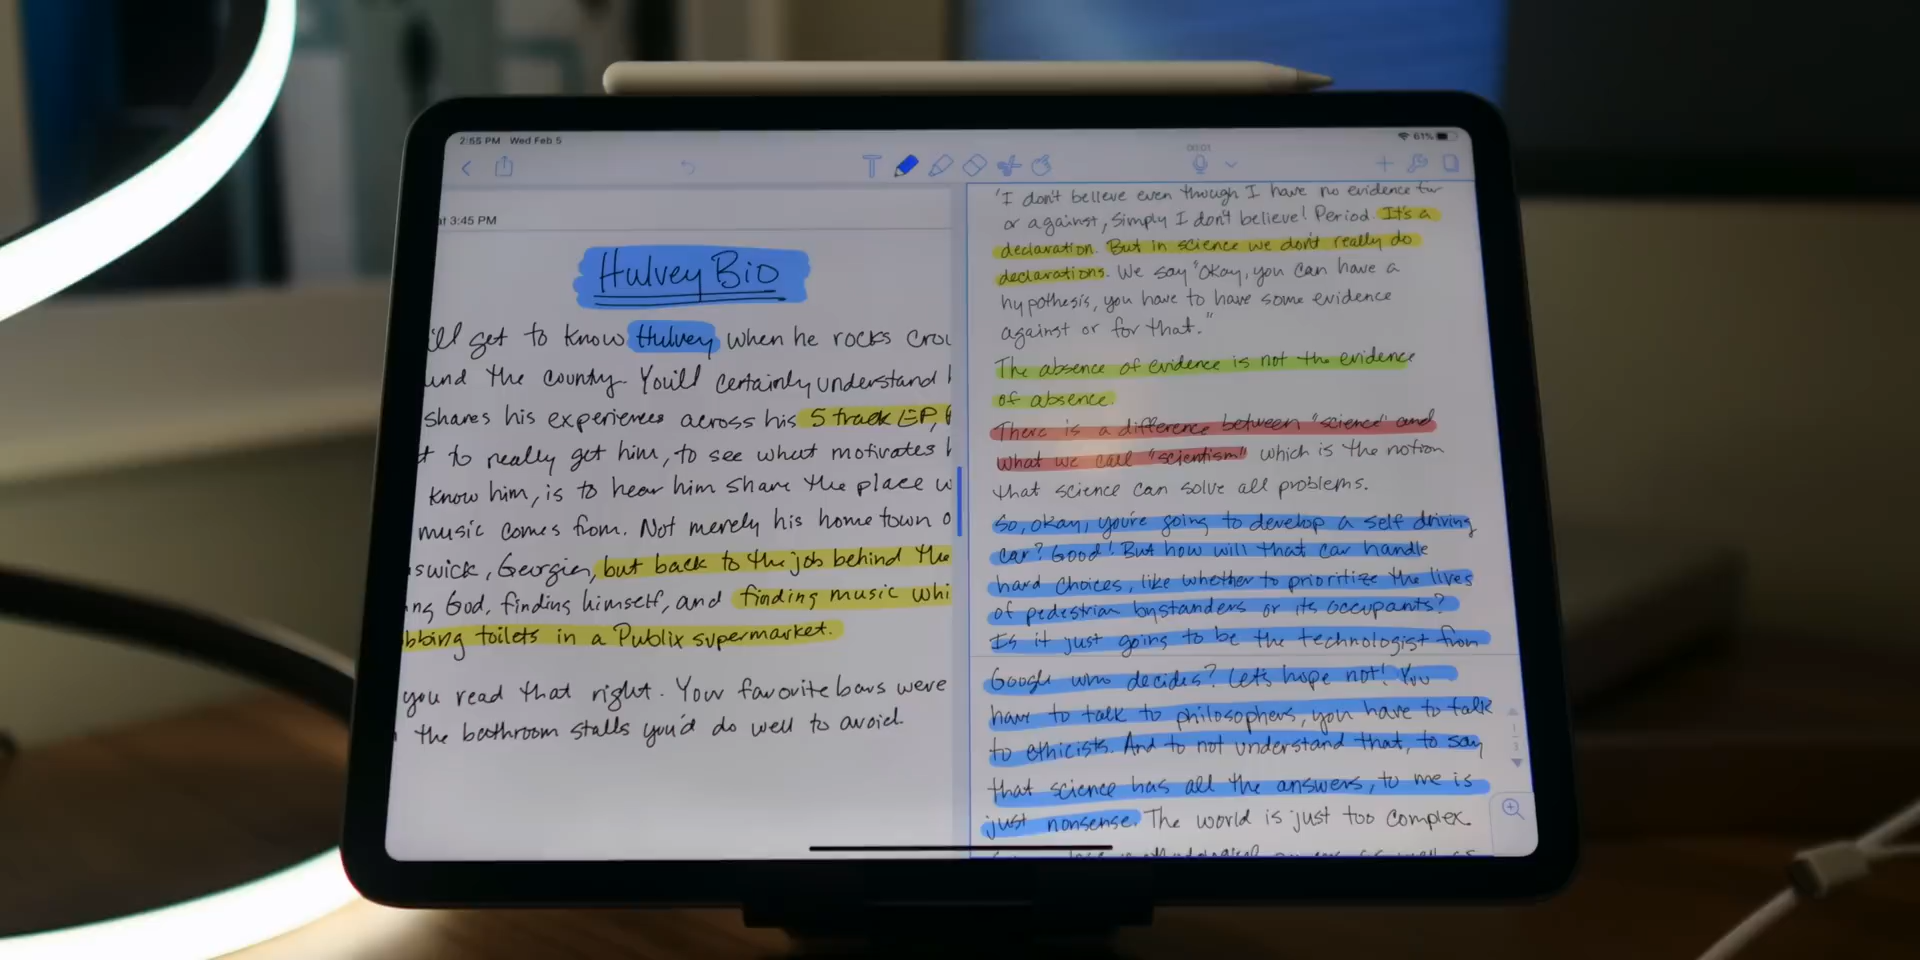 2:55 PM Wed Feb 5
61%
00:01
at 3:45 PM
Hulvey Bio
'll get to know Hulvey when he rocks crou
und the county. You'll certainly understand
shares his experiences across his 5 track EP,
t to really get him, to see what motivates h
know him, is to hear him share the place w
music comes from. Not merely his home town o
swick, Georgia, but back to the job behind the
ng God, finding himself, and finding music whi
bbing toilets in a Publix supermarket.
you read that right. Your favorite bars were
the bathroom stalls you'd do well to avoid.
'I don't believe even though I have no evidence for
or against, simply I don't believe! Period. It's a
declaration. But in science we don't really do
declarations. We say "Okay, you can have a
hypothesis, you have to have some evidence
against or for that."
The absence of evidence is not the evidence
of absence.
There is a difference between "science" and
what we call "scientism" which is the notion
that science can solve all problems.
So, okay, you're going to develop a self driving
car? Good! But how will that car handle
hard choices, like whether to prioritize the lives
of pedestrian bystanders or its occupants?
Is it just going to be the technologist from
Google who decides? Let's hope not! You
have to talk to philosophers, you have to talk
to ethicists. And to not understand that, to say
that science has all the answers, to me is
just nonsense. The world is just too complex.
1
3